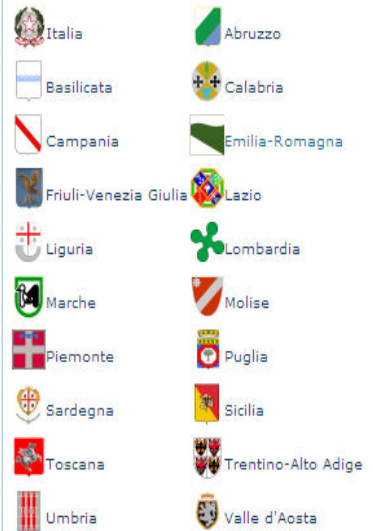 Italia Abruzzo
Basilicata Calabria
Campania Emilia-Romagna
Friuli-Venezia Giulia Lazio
Liguria Lombardia
Marche Molise
Piemonte Puglia
Sardegna Sicilia
Toscana Trentino-Alto Adige
Umbria Valle d'Aosta